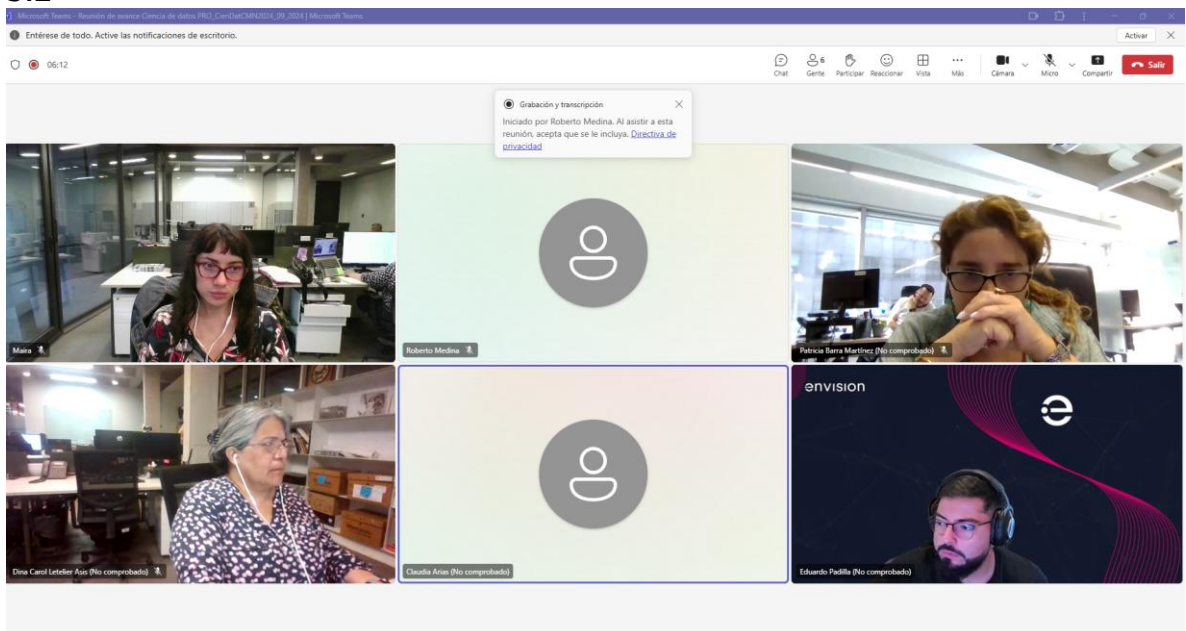 Microsoft Teams - Reunión de avance Ciencia de datos PRO_CienDatCMN2024_09_2024 | Microsoft Teams
Entérese de todo. Active las notificaciones de escritorio.
Activar
06:12
6
Chat
Gente
Participar
Reaccionar
Vista
Más
Cámara
Micro
Compartir
Salir
Grabación y transcripción
Iniciado por Roberto Medina. Al asistir a esta
reunión, acepta que se le incluya. Directiva de
privacidad
Maira
Roberto Medina
Patricia Barra Martínez (No comprobado)
envision
e
Dina Carol Letelier Asis (No comprobado)
Claudia Arias (No comprobado)
Eduardo Padilla (No comprobado)